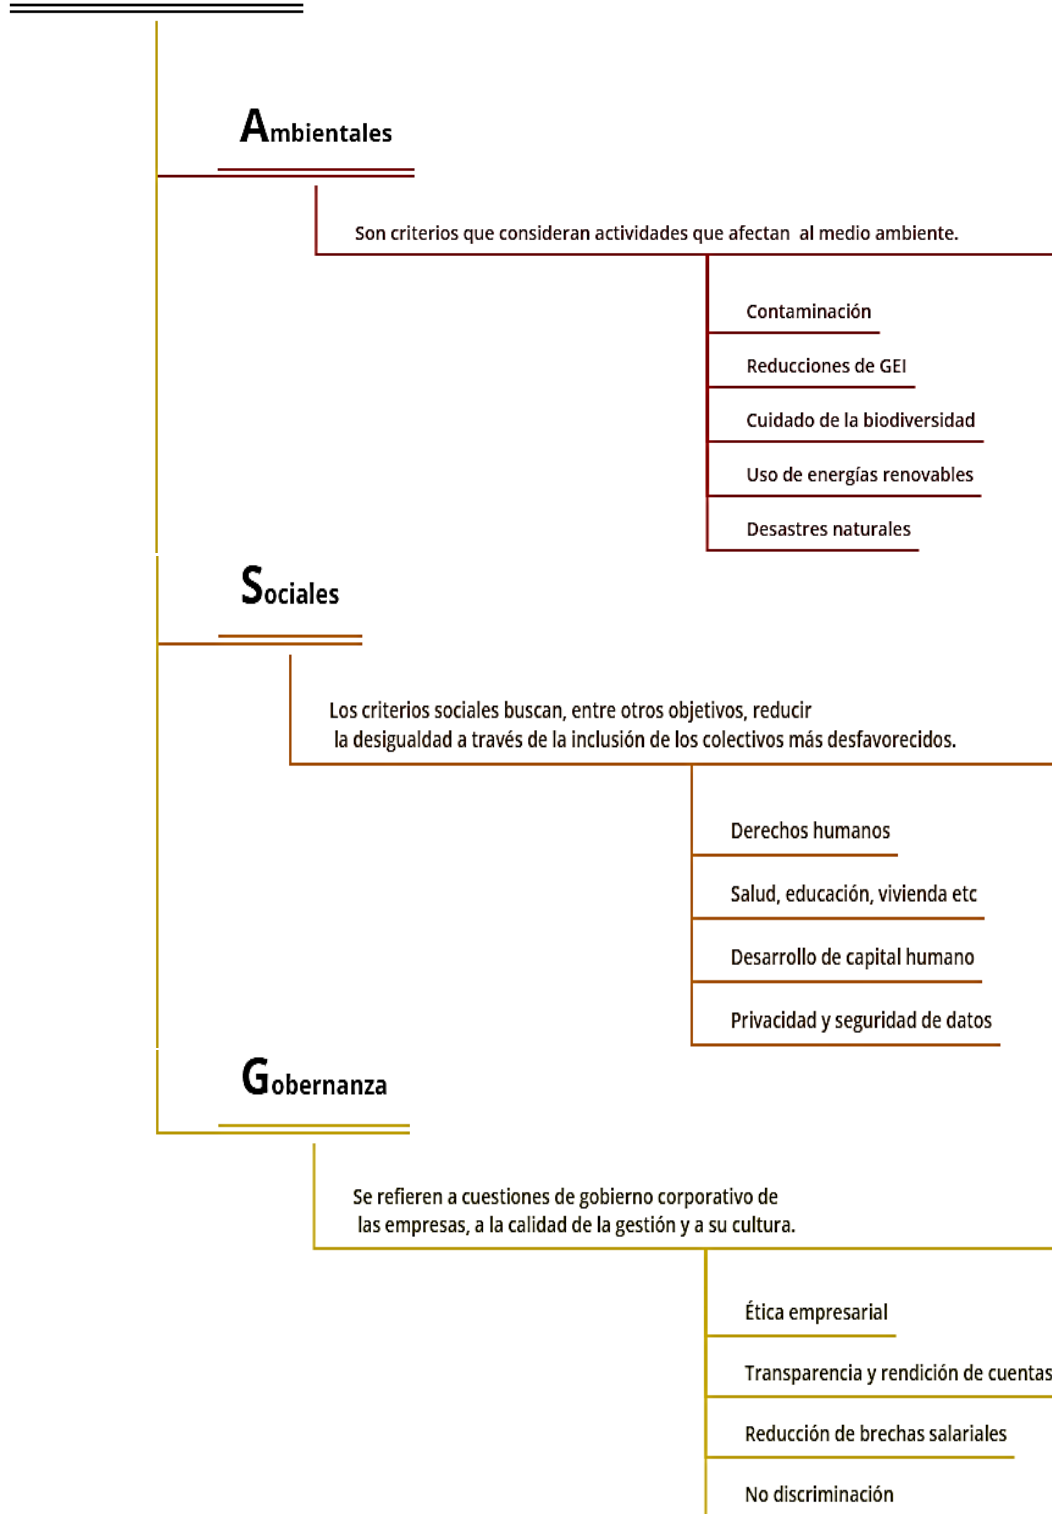 Ambientales
Son criterios que consideran actividades que afectan al medio ambiente.
Contaminación
Reducciones de GEI
Cuidado de la biodiversidad
Uso de energías renovables
Desastres naturales
Sociales
Los criterios sociales buscan, entre otros objetivos, reducir
la desigualdad a través de la inclusión de los colectivos más desfavorecidos.
Derechos humanos
Salud, educación, vivienda etc
Desarrollo de capital humano
Privacidad y seguridad de datos
Gobernanza
Se refieren a cuestiones de gobierno corporativo de
las empresas, a la calidad de la gestión y a su cultura.
Ética empresarial
Transparencia y rendición de cuentas
Reducción de brechas salariales
No discriminación